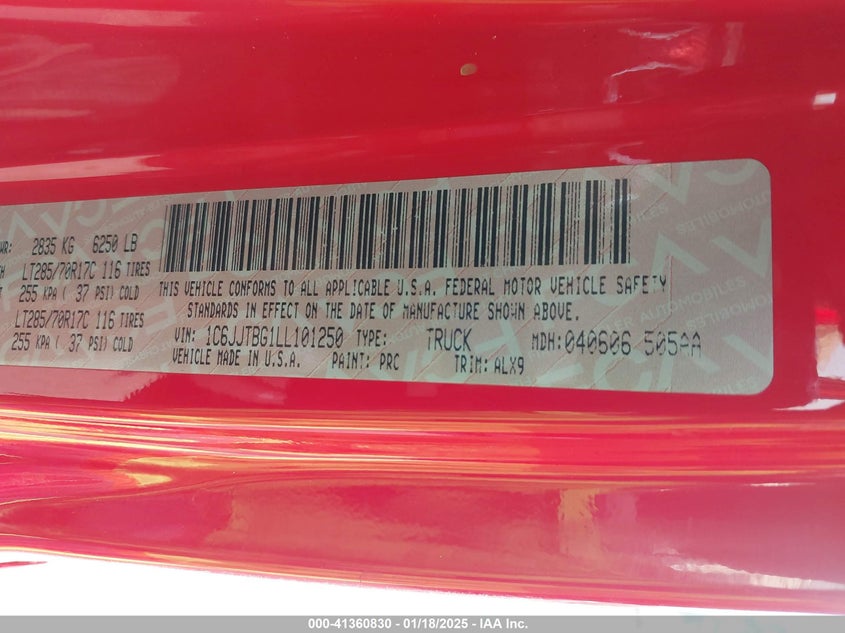 WR: 2835 KG 6250 LB
LT285/70R17C 116 TIRES
255 KPA ( 37 PSI) COLD
LT285/70R17C 116 TIRES
255 KPA ( 37 PSI) COLD
THIS VEHICLE CONFORMS TO ALL APPLICABLE U.S.A. FEDERAL MOTOR VEHICLE SAFETY
STANDARDS IN EFFECT ON THE DATE OF MANUFACTURE SHOWN ABOVE.
VIN: 1C6JJTBG1LL101250 TYPE: TRUCK MDH: 040606 505AA
VEHICLE MADE IN U.S.A. PAINT: PRC TRIM: ALX9
000-41360830 - 01/18/2025 - IAA Inc.